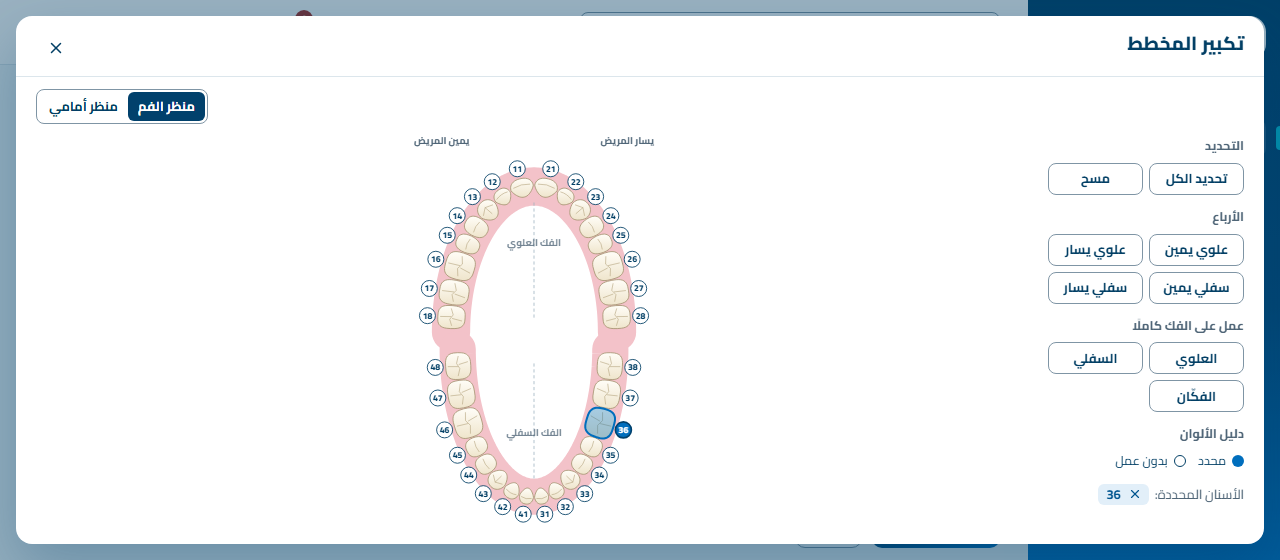 تكبير المخطط
منظر الفم
منظر أمامي
التحديد
تحديد الكل
مسح
الأرباع
علوي يمين
علوي يسار
سفلي يمين
سفلي يسار
عمل على الفك كاملًا
العلوي
السفلي
الفكّان
دليل الألوان
محدد
بدون عمل
الأسنان المحددة: 36
يسار المريض
يمين المريض
11 21
12 22
13 23
14 24
15 25
الفك العلوي
16 26
17 27
18 28
48 38
47 37
46 36
الفك السفلي
45 35
44 34
43 33
42 32
41 31